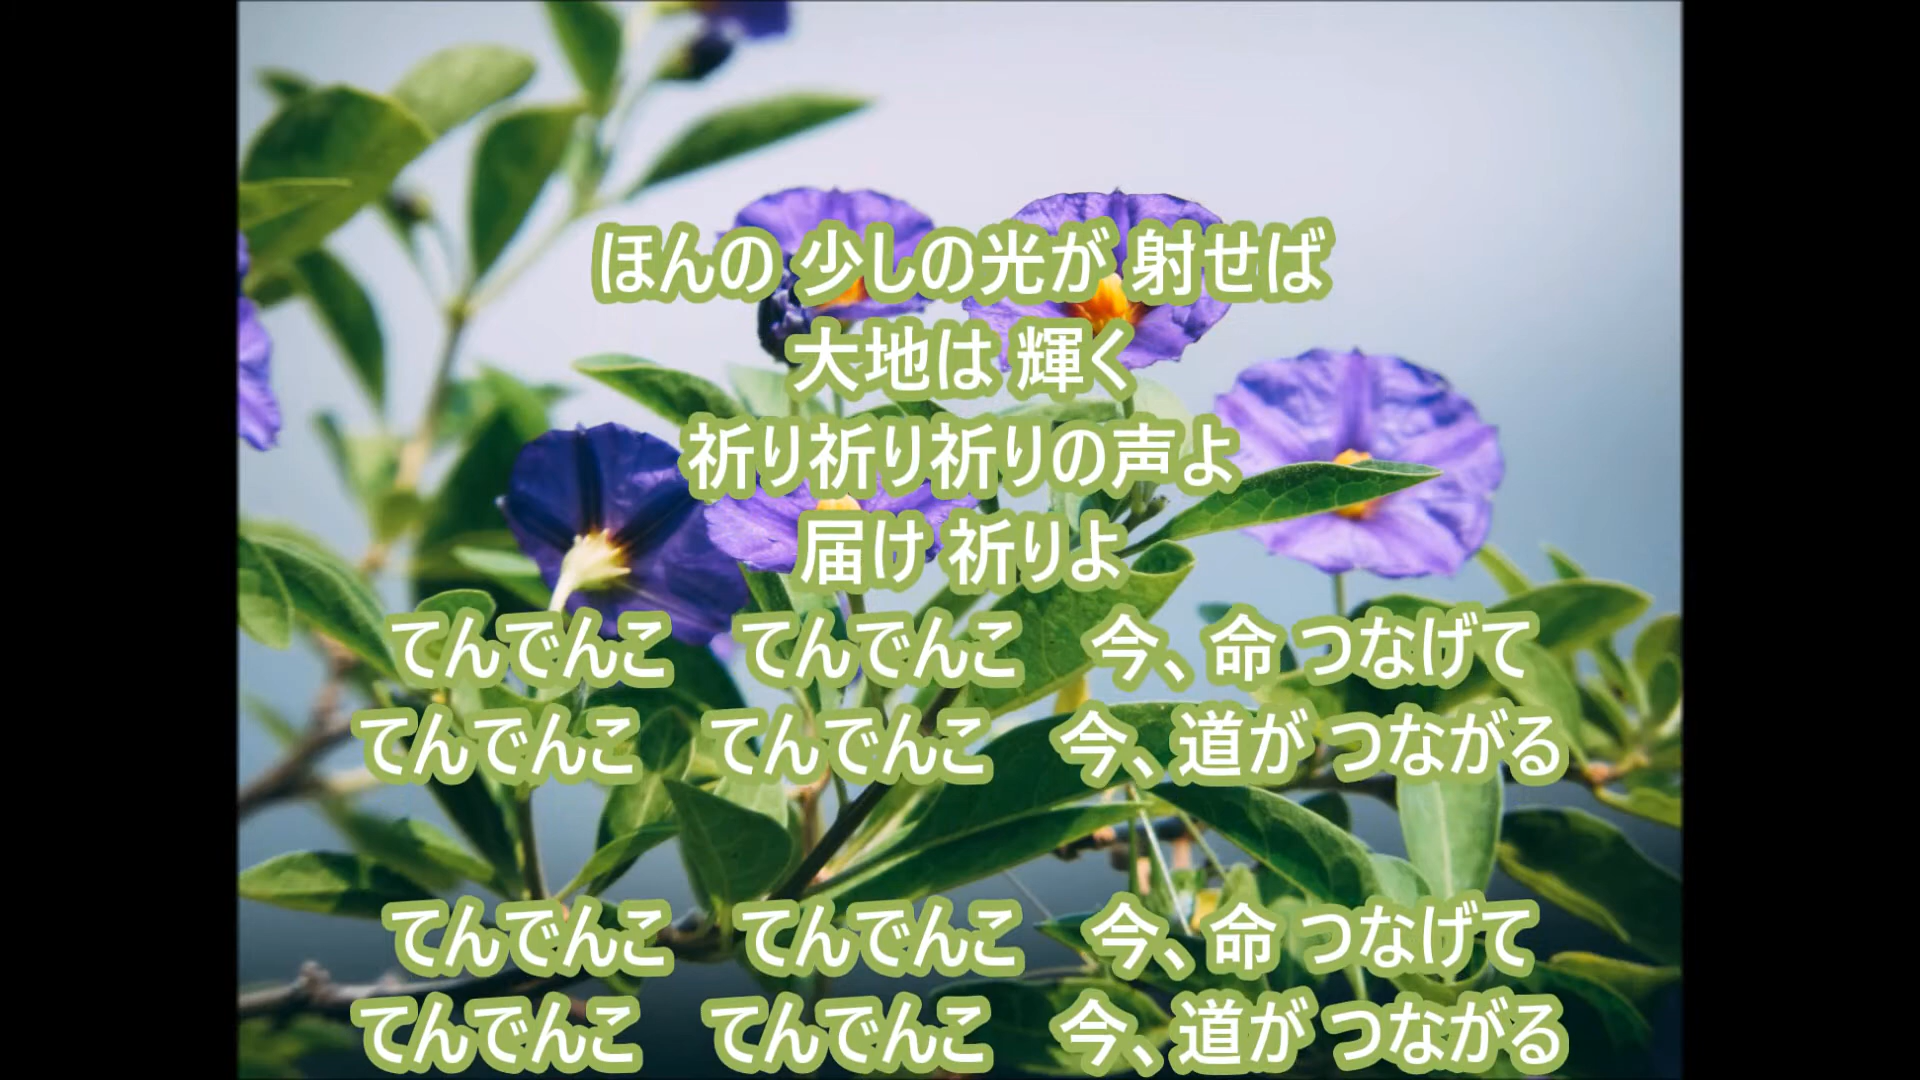 ほんの 少しの光が 射せば
大地は 輝く
祈り祈り祈りの声よ
届け 祈りよ
てんでんこ　てんでんこ　今、命 つなげて
てんでんこ　てんでんこ　今、道が つながる
てんでんこ　てんでんこ　今、命 つなげて
てんでんこ　てんでんこ　今、道が つながる